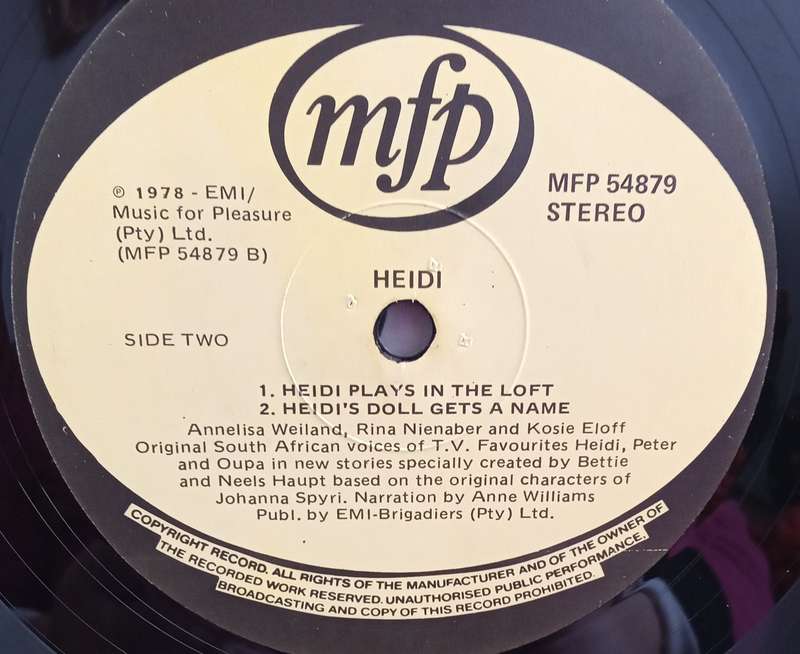 mfp
℗ 1978 - EMI/
Music for Pleasure
(Pty) Ltd.
(MFP 54879 B)
MFP 54879
STEREO
HEIDI
SIDE TWO
1. HEIDI PLAYS IN THE LOFT
2. HEIDI'S DOLL GETS A NAME
Annelisa Weiland, Rina Nienaber and Kosie Eloff
Original South African voices of T.V. Favourites Heidi, Peter
and Oupa in new stories specially created by Bettie
and Neels Haupt based on the original characters of
Johanna Spyri. Narration by Anne Williams
Publ. by EMI-Brigadiers (Pty) Ltd.
COPYRIGHT RECORD. ALL RIGHTS OF THE MANUFACTURER AND OF THE OWNER OF
THE RECORDED WORK RESERVED. UNAUTHORISED PUBLIC PERFORMANCE.
BROADCASTING AND COPY OF THIS RECORD PROHIBITED.